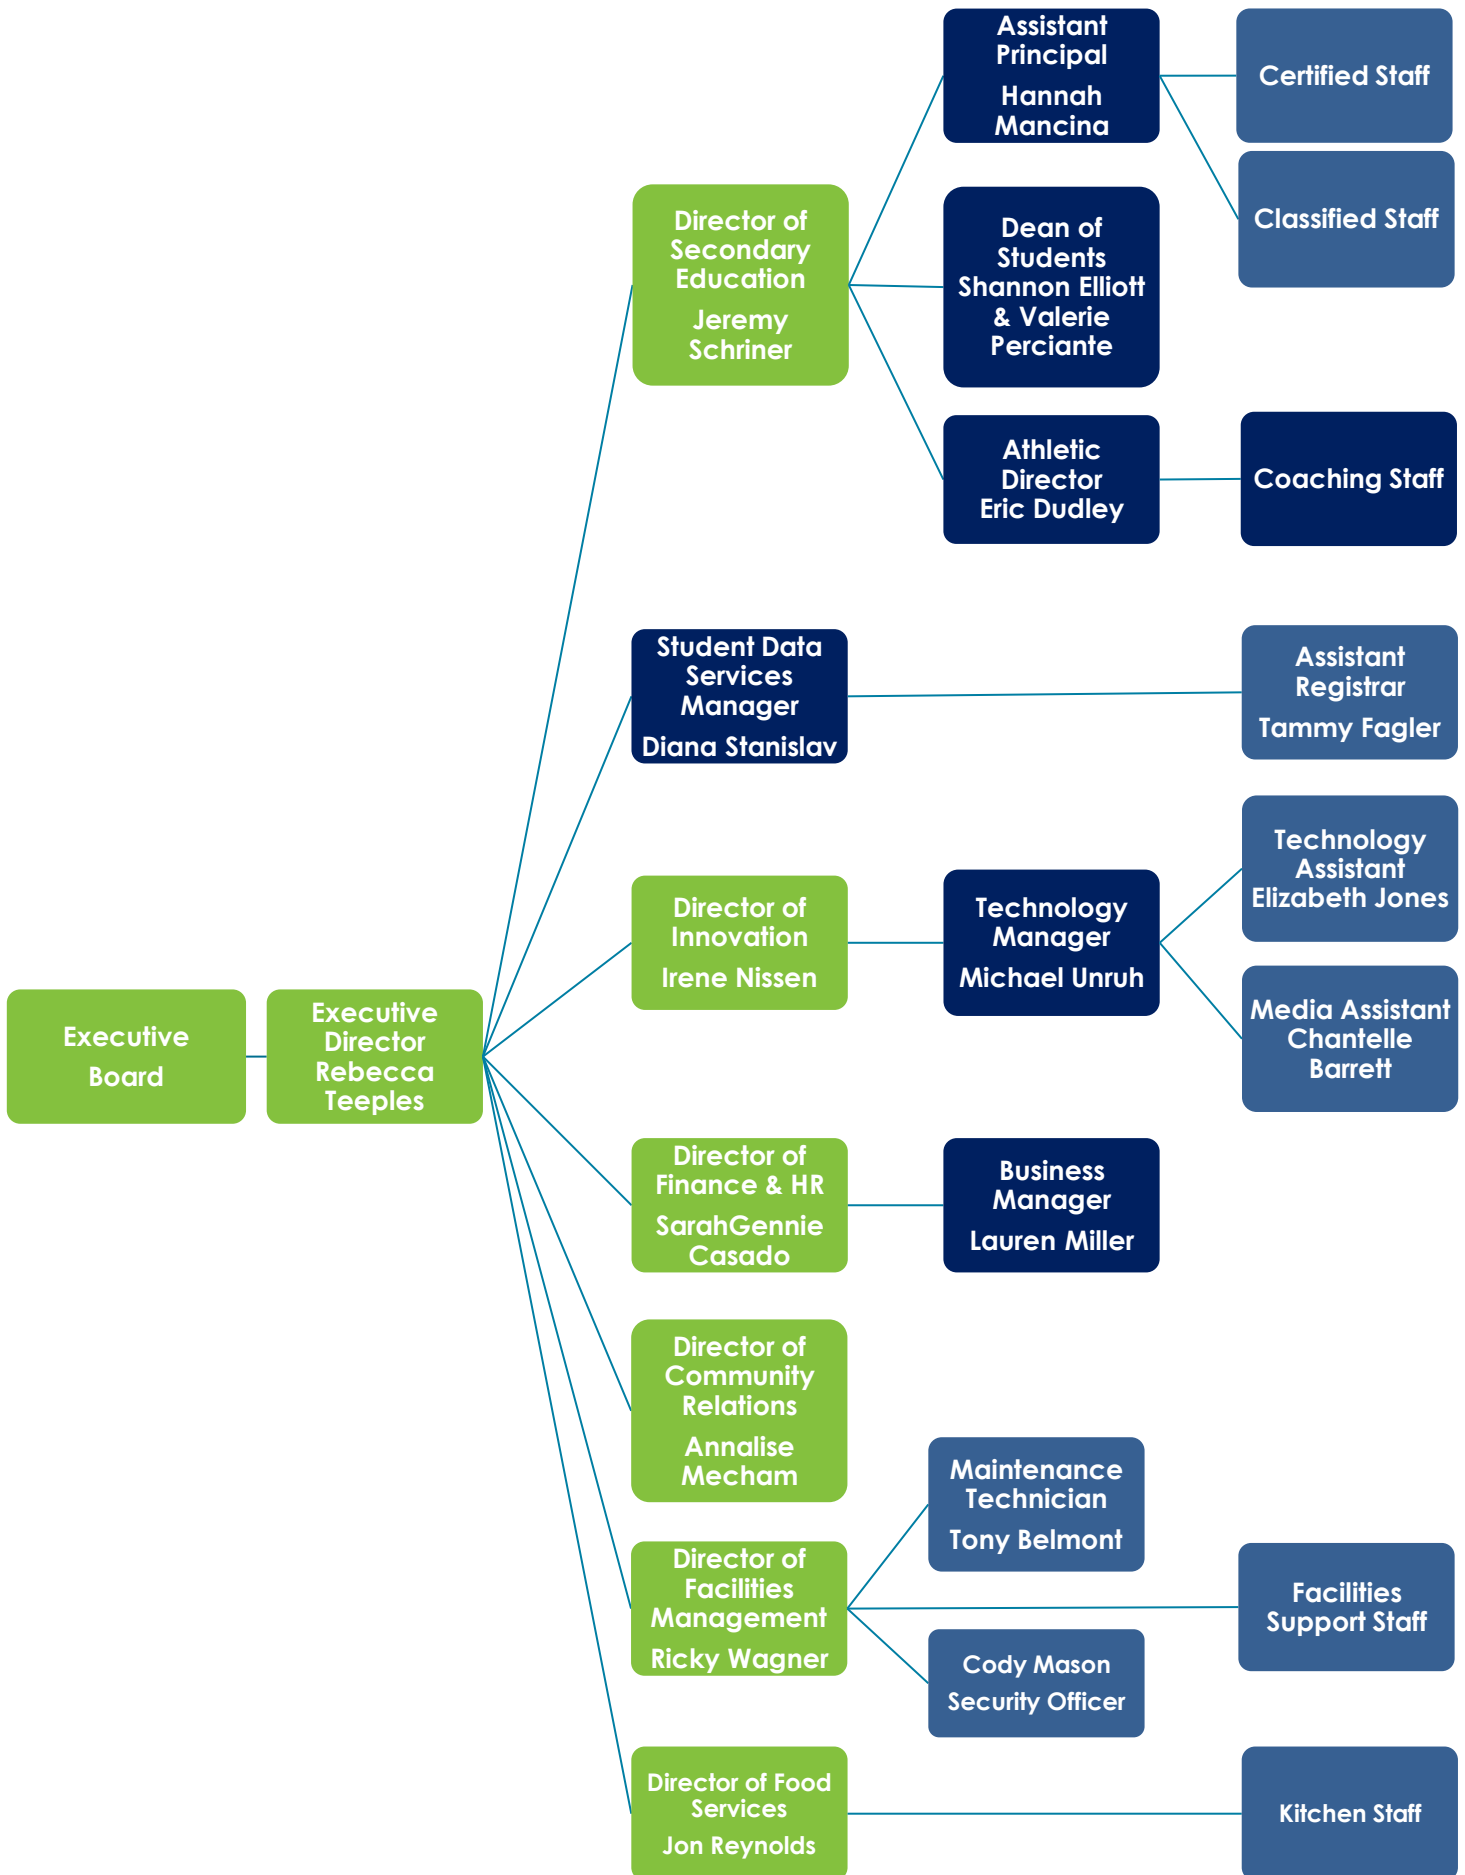 Assistant
Principal
Hannah
Mancina
Certified Staff
Classified Staff
Director of
Secondary
Education
Jeremy
Schriner
Dean of
Students
Shannon Elliott
& Valerie
Perciante
Athletic
Director
Eric Dudley
Coaching Staff
Student Data
Services
Manager
Diana Stanislav
Assistant
Registrar
Tammy Fagler
Director of
Innovation
Irene Nissen
Technology
Manager
Michael Unruh
Technology
Assistant
Elizabeth Jones
Media Assistant
Chantelle
Barrett
Executive
Board
Executive
Director
Rebecca
Teeples
Director of
Finance & HR
SarahGennie
Casado
Business
Manager
Lauren Miller
Director of
Community
Relations
Annalise
Mecham
Maintenance
Technician
Tony Belmont
Director of
Facilities
Management
Ricky Wagner
Facilities
Support Staff
Cody Mason
Security Officer
Director of Food
Services
Jon Reynolds
Kitchen Staff